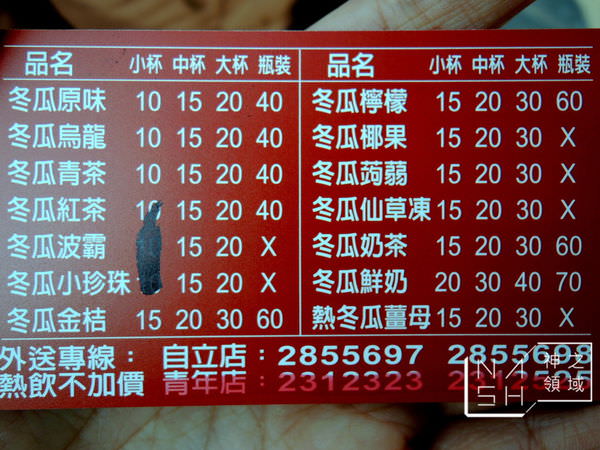 品名 小杯 中杯 大杯 瓶裝 品名 小杯 中杯 大杯 瓶裝
冬瓜原味 10 15 20 40 冬瓜檸檬 15 20 30 60
冬瓜烏龍 10 15 20 40 冬瓜椰果 15 20 30 X
冬瓜青茶 10 15 20 40 冬瓜蒟蒻 15 20 30 X
冬瓜紅茶 10 15 20 40 冬瓜仙草凍 15 20 30 X
冬瓜波霸 15 20 X 冬瓜奶茶 15 20 30 60
冬瓜小珍珠 15 20 X 冬瓜鮮奶 20 30 40 70
冬瓜金桔 15 20 30 60 熱冬瓜薑母 15 20 30 X
外送專線： 自立店：2855697 2855698
熱飲不加價 青年店：2312323
神之領域